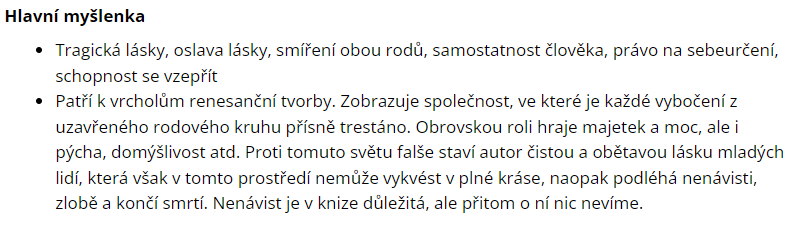 Hlavní myšlenka
• Tragická lásky, oslava lásky, smíření obou rodů, samostatnost člověka, právo na sebeurčení,
schopnost se vzepřít
• Patří k vrcholům renesanční tvorby. Zobrazuje společnost, ve které je každé vybočení z
uzavřeného rodového kruhu přísně trestáno. Obrovskou roli hraje majetek a moc, ale i
pýcha, domýšlivost atd. Proti tomuto světu falše staví autor čistou a obětavou lásku mladých
lidí, která však v tomto prostředí nemůže vykvést v plné kráse, naopak podléhá nenávisti,
zlobě a končí smrtí. Nenávist je v knize důležitá, ale přitom o ní nic nevíme.